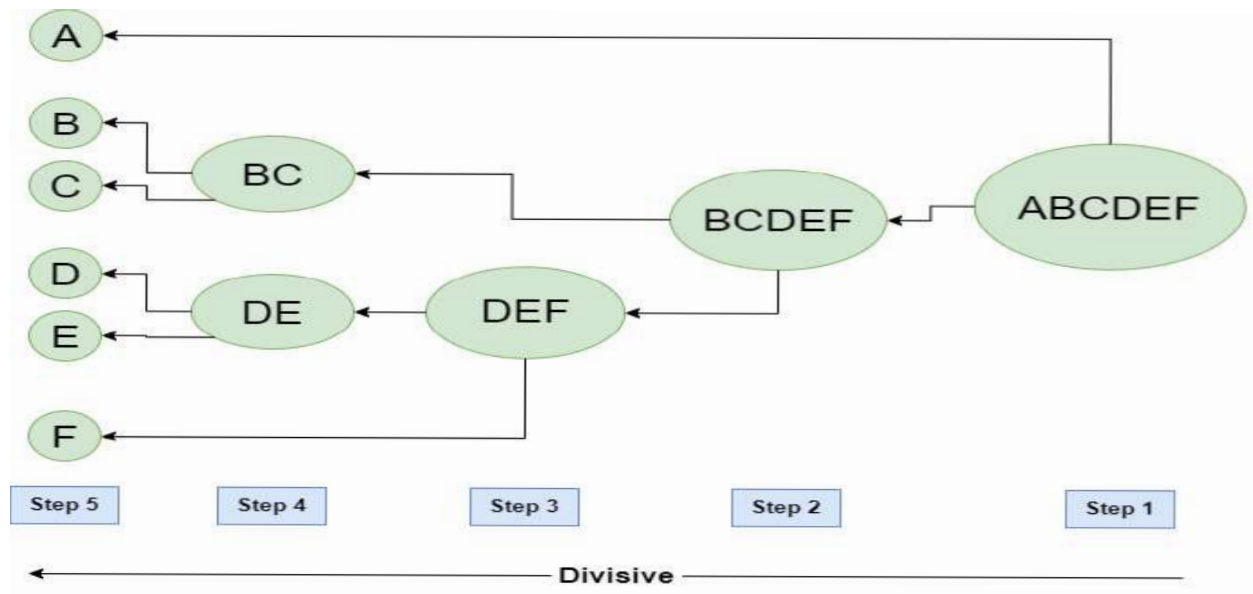 A
B
C
BC
BCDEF
ABCDEF
D
E
DE
DEF
F
Step 5
Step 4
Step 3
Step 2
Step 1
Divisive